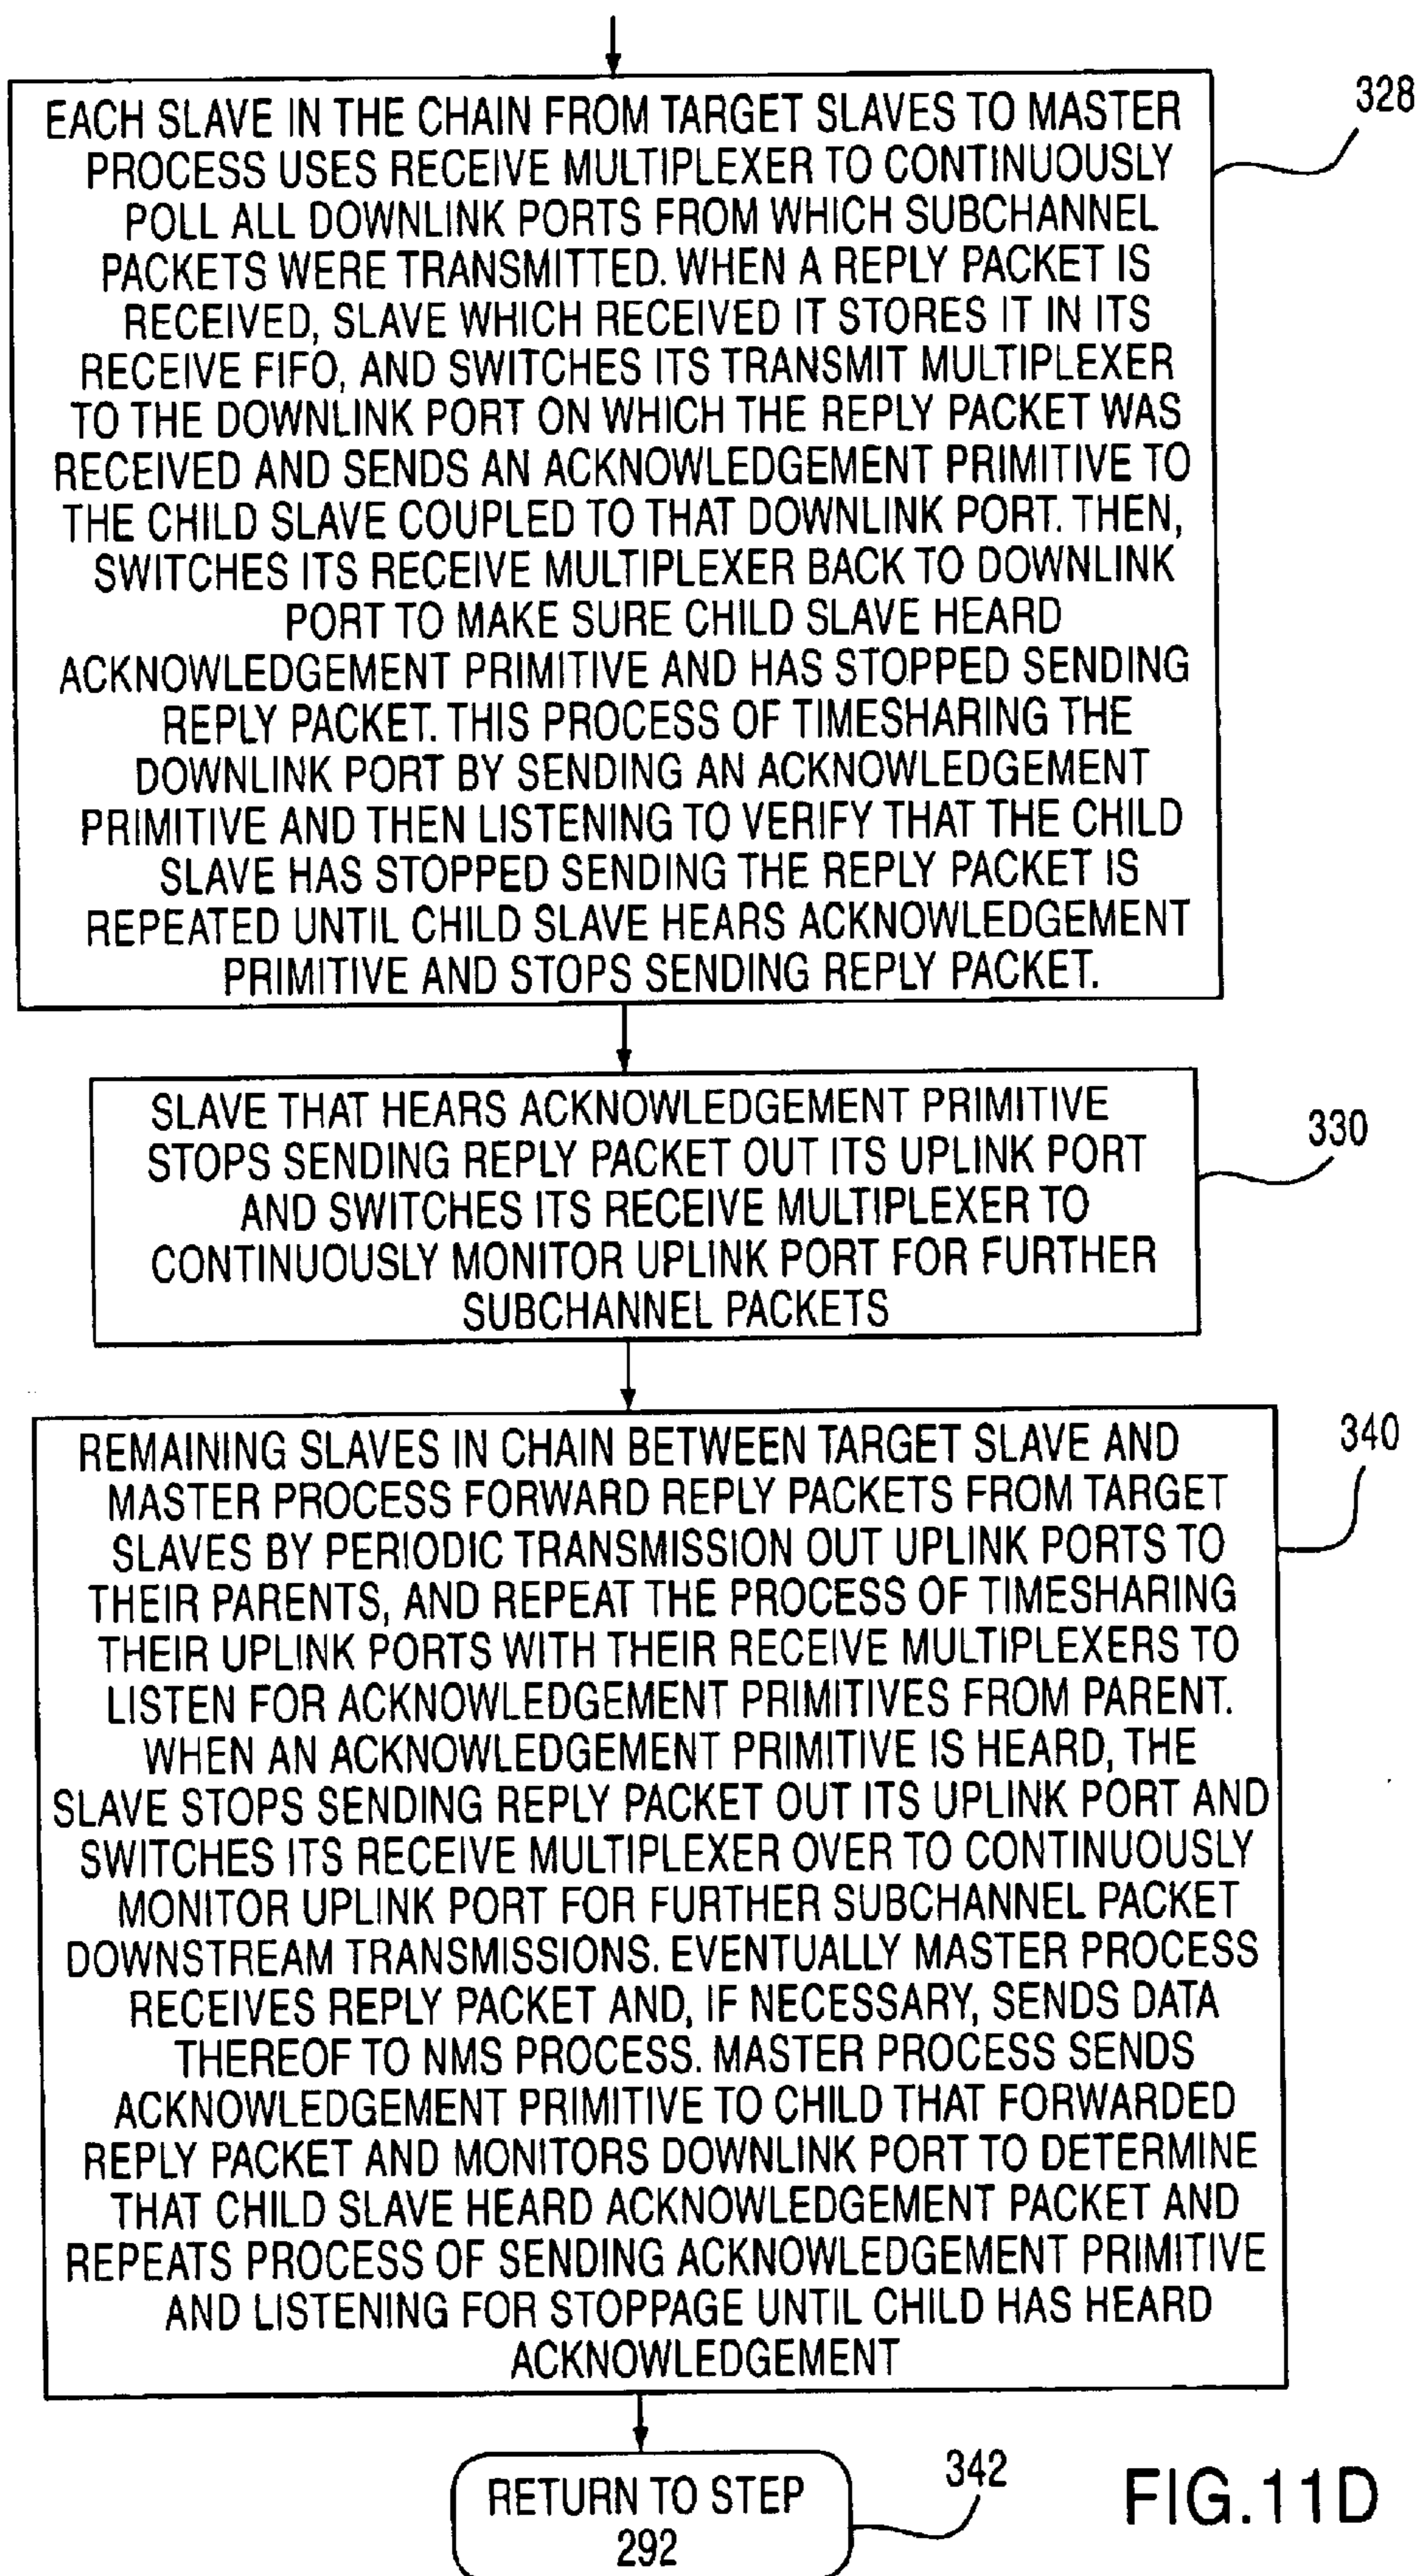 EACH SLAVE IN THE CHAIN FROM TARGET SLAVES TO MASTER
PROCESS USES RECEIVE MULTIPLEXER TO CONTINUOUSLY
POLL ALL DOWNLINK PORTS FROM WHICH SUBCHANNEL
PACKETS WERE TRANSMITTED. WHEN A REPLY PACKET IS
RECEIVED, SLAVE WHICH RECEIVED IT STORES IT IN ITS
RECEIVE FIFO, AND SWITCHES ITS TRANSMIT MULTIPLEXER
TO THE DOWNLINK PORT ON WHICH THE REPLY PACKET WAS
RECEIVED AND SENDS AN ACKNOWLEDGEMENT PRIMITIVE TO
THE CHILD SLAVE COUPLED TO THAT DOWNLINK PORT. THEN,
SWITCHES ITS RECEIVE MULTIPLEXER BACK TO DOWNLINK
PORT TO MAKE SURE CHILD SLAVE HEARD
ACKNOWLEDGEMENT PRIMITIVE AND HAS STOPPED SENDING
REPLY PACKET. THIS PROCESS OF TIMESHARING THE
DOWNLINK PORT BY SENDING AN ACKNOWLEDGEMENT
PRIMITIVE AND THEN LISTENING TO VERIFY THAT THE CHILD
SLAVE HAS STOPPED SENDING THE REPLY PACKET IS
REPEATED UNTIL CHILD SLAVE HEARS ACKNOWLEDGEMENT
PRIMITIVE AND STOPS SENDING REPLY PACKET.
328
SLAVE THAT HEARS ACKNOWLEDGEMENT PRIMITIVE
STOPS SENDING REPLY PACKET OUT ITS UPLINK PORT
AND SWITCHES ITS RECEIVE MULTIPLEXER TO
CONTINUOUSLY MONITOR UPLINK PORT FOR FURTHER
SUBCHANNEL PACKETS
330
REMAINING SLAVES IN CHAIN BETWEEN TARGET SLAVE AND
MASTER PROCESS FORWARD REPLY PACKETS FROM TARGET
SLAVES BY PERIODIC TRANSMISSION OUT UPLINK PORTS TO
THEIR PARENTS, AND REPEAT THE PROCESS OF TIMESHARING
THEIR UPLINK PORTS WITH THEIR RECEIVE MULTIPLEXERS TO
LISTEN FOR ACKNOWLEDGEMENT PRIMITIVES FROM PARENT.
WHEN AN ACKNOWLEDGEMENT PRIMITIVE IS HEARD, THE
SLAVE STOPS SENDING REPLY PACKET OUT ITS UPLINK PORT AND
SWITCHES ITS RECEIVE MULTIPLEXER OVER TO CONTINUOUSLY
MONITOR UPLINK PORT FOR FURTHER SUBCHANNEL PACKET
DOWNSTREAM TRANSMISSIONS. EVENTUALLY MASTER PROCESS
RECEIVES REPLY PACKET AND, IF NECESSARY, SENDS DATA
THEREOF TO NMS PROCESS. MASTER PROCESS SENDS
ACKNOWLEDGEMENT PRIMITIVE TO CHILD THAT FORWARDED
REPLY PACKET AND MONITORS DOWNLINK PORT TO DETERMINE
THAT CHILD SLAVE HEARD ACKNOWLEDGEMENT PACKET AND
REPEATS PROCESS OF SENDING ACKNOWLEDGEMENT PRIMITIVE
AND LISTENING FOR STOPPAGE UNTIL CHILD HAS HEARD
ACKNOWLEDGEMENT
340
RETURN TO STEP
292
342
FIG.11D